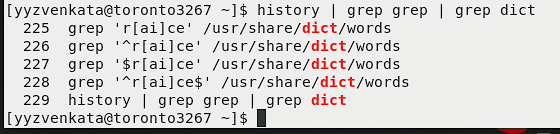 [yyzvenkata@toronto3267 ~]$ history | grep grep | grep dict
225 grep 'r[ai]ce' /usr/share/dict/words
226 grep '^r[ai]ce' /usr/share/dict/words
227 grep '$r[ai]ce' /usr/share/dict/words
228 grep '^r[ai]ce$' /usr/share/dict/words
229 history | grep grep | grep dict
[yyzvenkata@toronto3267 ~]$